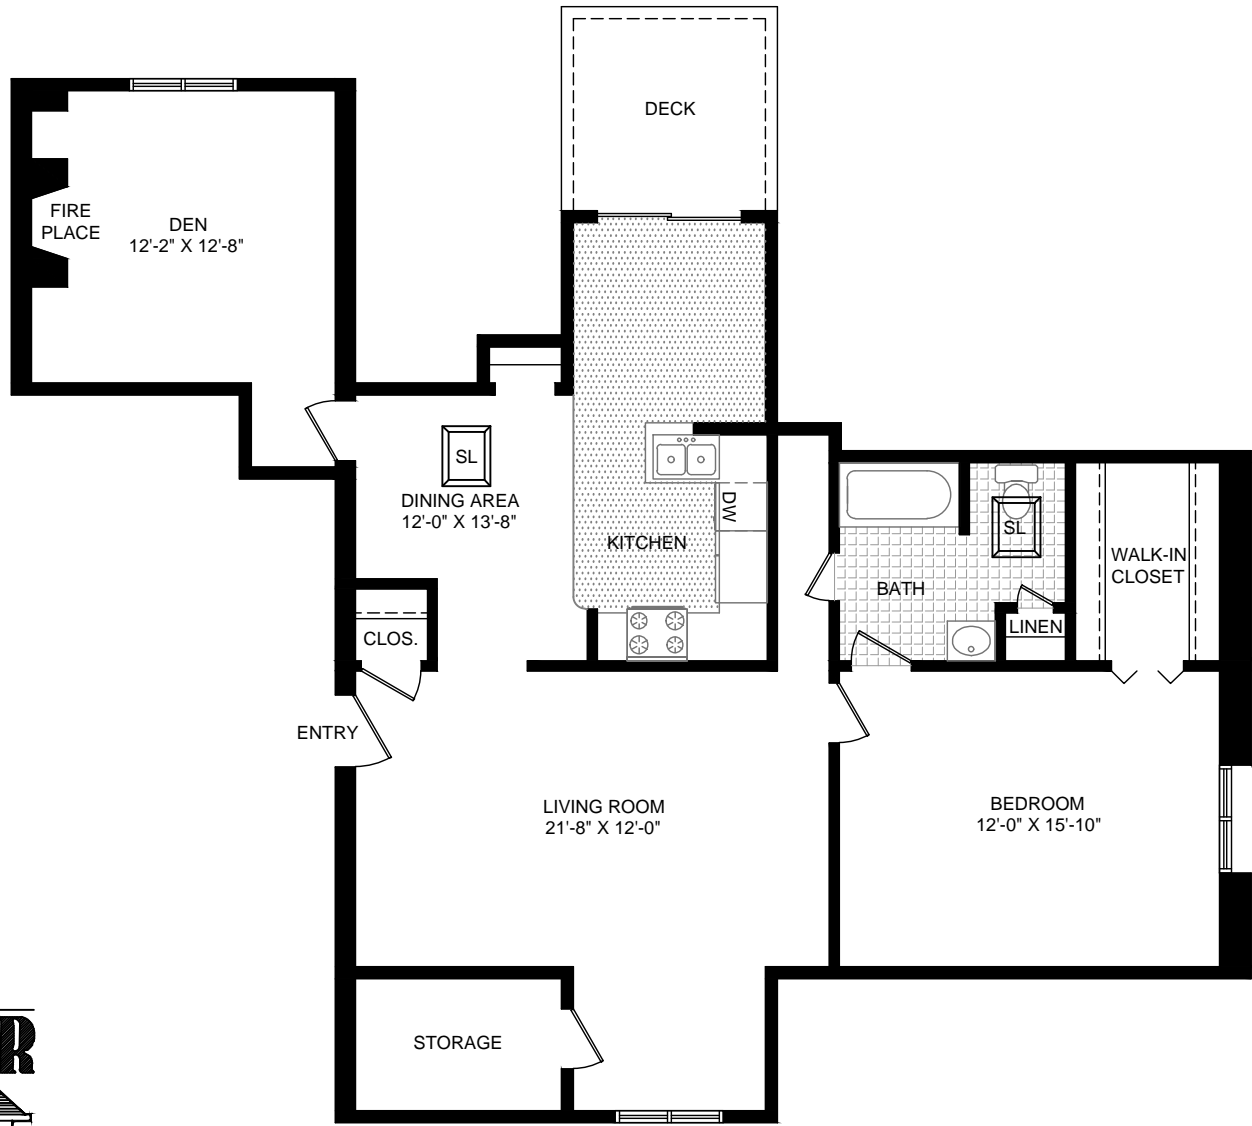 DECK
FIRE
PLACE
DEN
12'-2" X 12'-8"
SL
DINING AREA
12'-0" X 13'-8"
DW
KITCHEN
SL
BATH
WALK-IN
CLOSET
LINEN
CLOS.
ENTRY
LIVING ROOM
21'-8" X 12'-0"
BEDROOM
12'-0" X 15'-10"
STORAGE
R